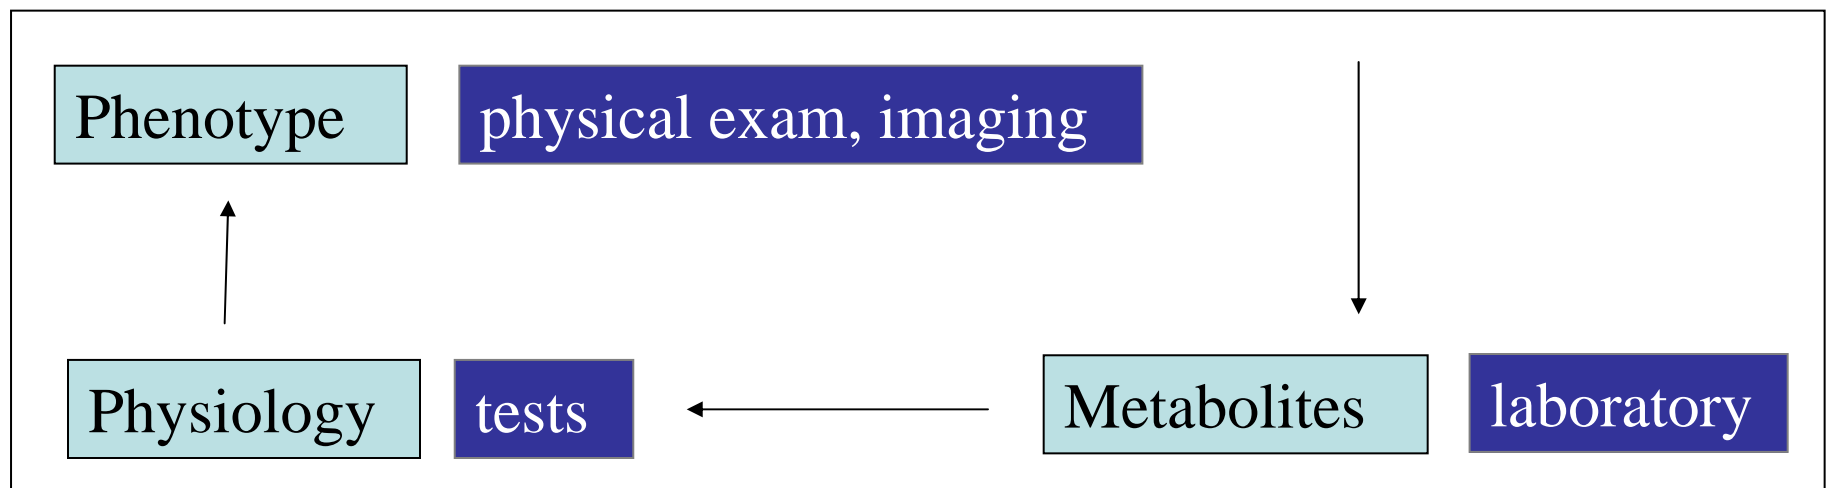 Phenotype
physical exam, imaging
Physiology
tests
Metabolites
laboratory